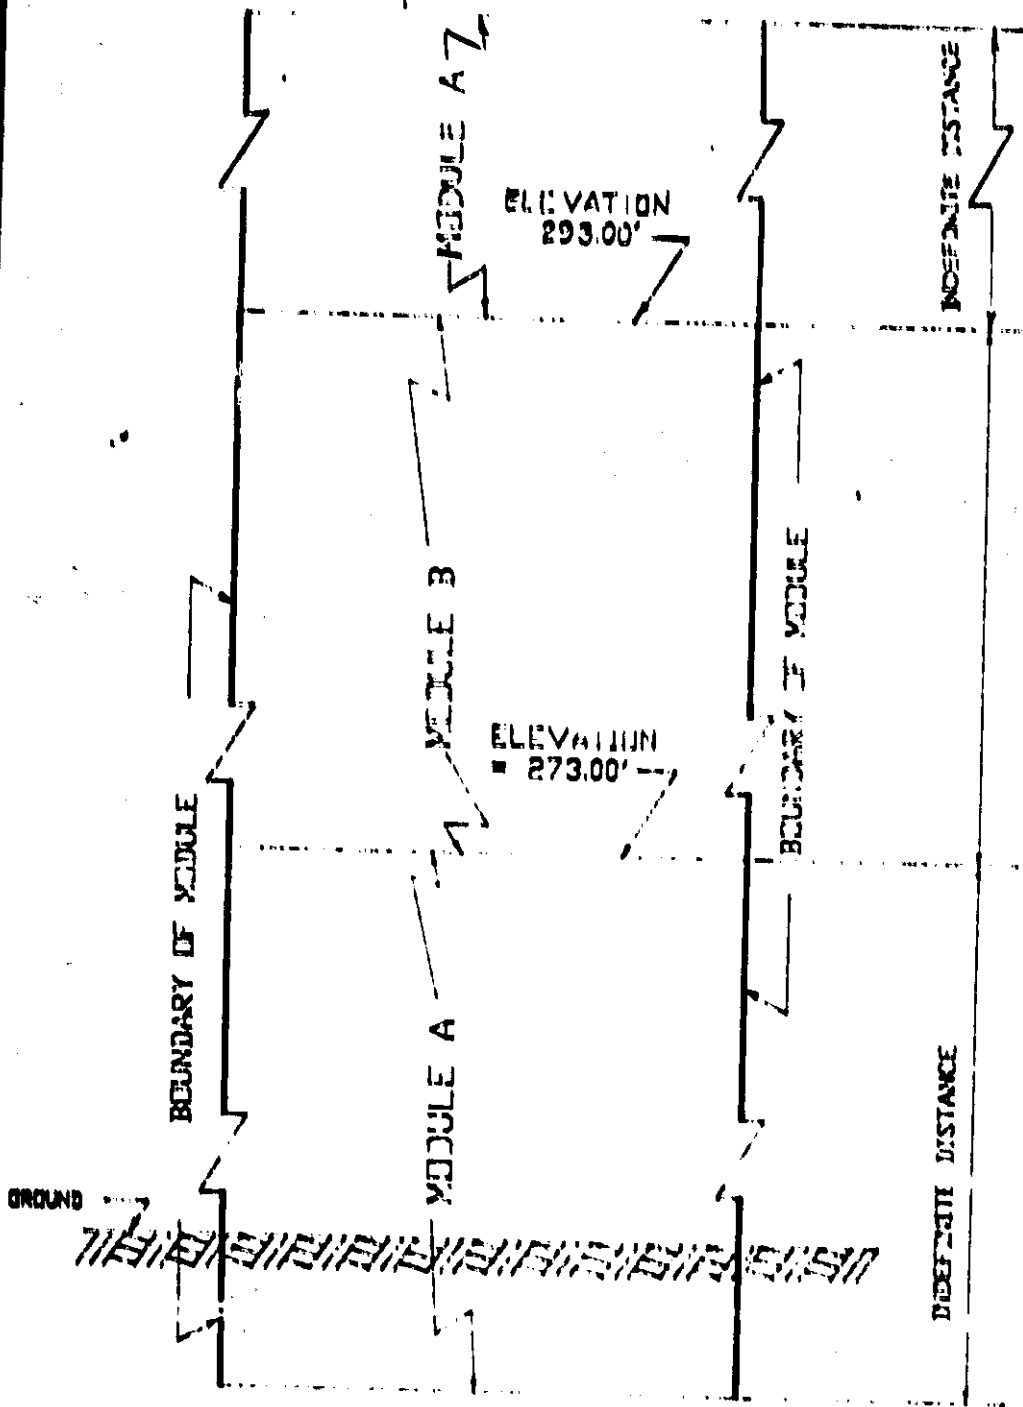 MODULE A
INDEFINITE DISTANCE
ELEVATION
293.00'
MODULE B
BOUNDARY OF MODULE
ELEVATION
= 273.00'
BOUNDARY OF MODULE
MODULE A
INDEFINITE DISTANCE
GROUND